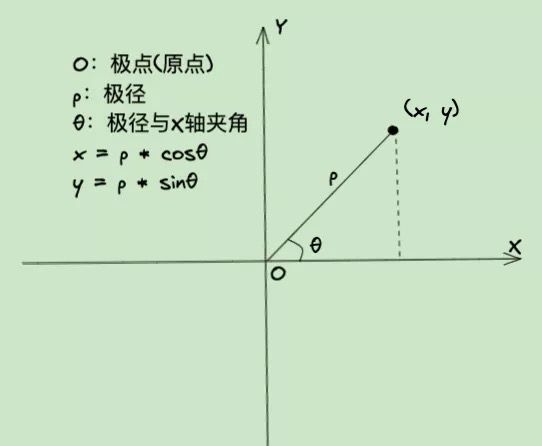 Y
O: 极点(原点)
ρ: 极径
θ: 极径与X轴夹角
x = ρ * cosθ
y = ρ * sinθ
(x, y)
ρ
θ
X
O